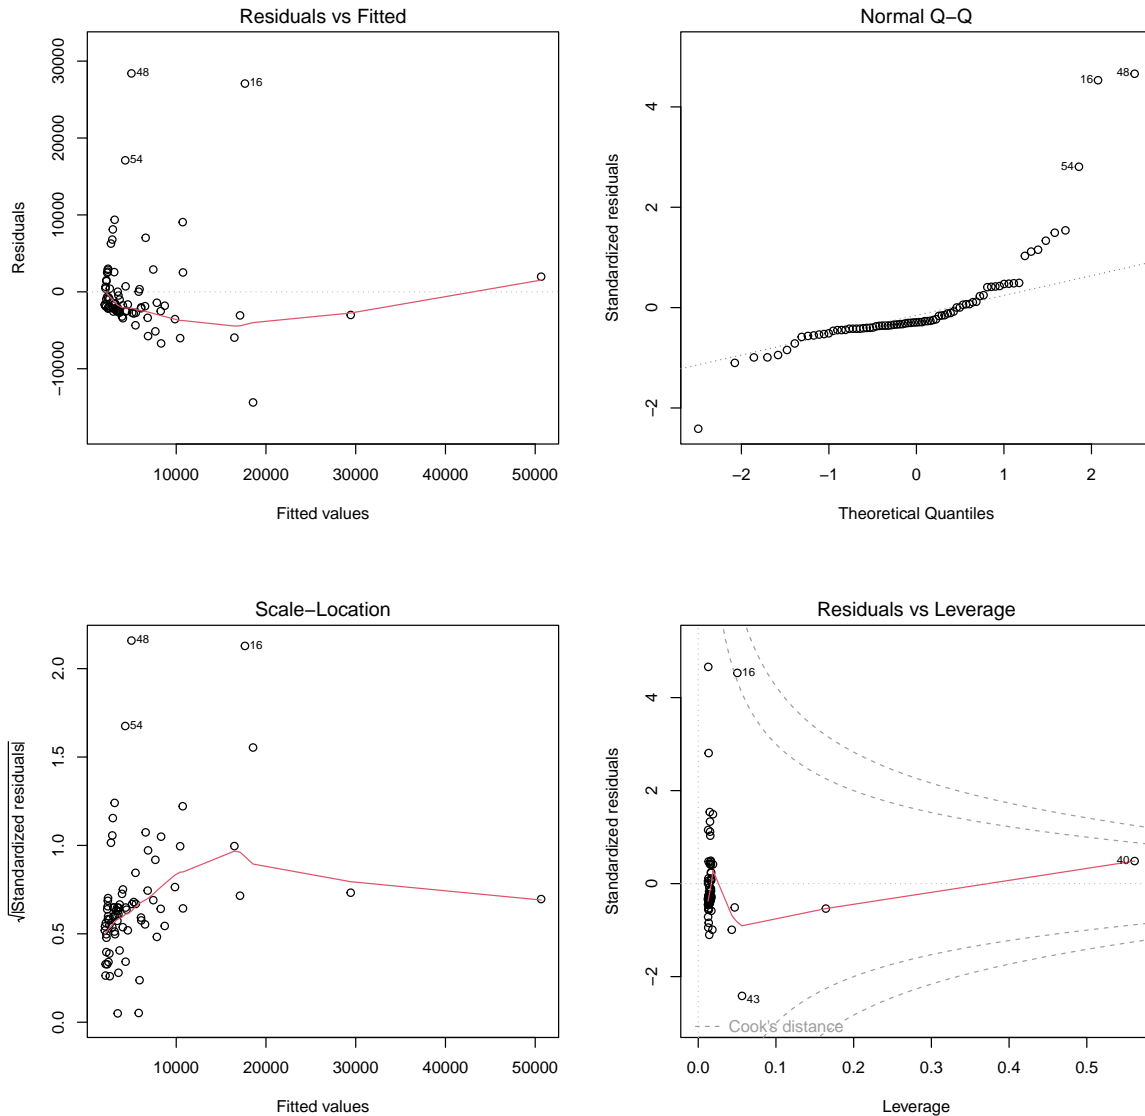 Residuals vs Fitted
Residuals
30000
20000
10000
0
−10000
48
16
54
10000 20000 30000 40000 50000
Fitted values
Normal Q−Q
Standardized residuals
4
2
0
−2
16
48
54
−2 −1 0 1 2
Theoretical Quantiles
Scale−Location
√|Standardized residuals|
2.0
1.5
1.0
0.5
0.0
48
16
54
10000 20000 30000 40000 50000
Fitted values
Residuals vs Leverage
Standardized residuals
4
2
0
−2
16
40
43
Cook's distance
0.0 0.1 0.2 0.3 0.4 0.5
Leverage